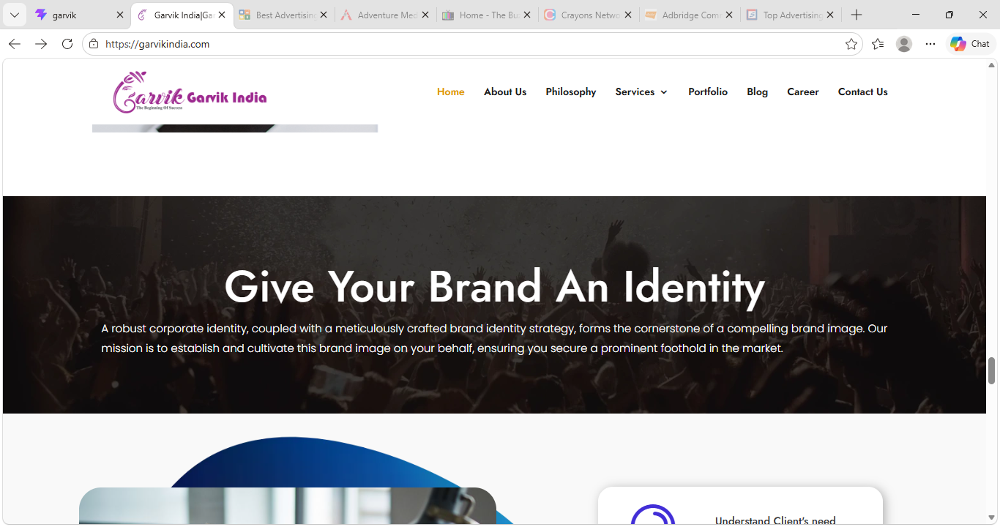 garvik
Garvik India|Gar
Best Advertising
Adventure Med
Home - The Bu
Crayons Netwo
Adbridge Com
Top Advertising
https://garvikindia.com
Chat
Garvik
The Beginning Of Success
Garvik India
Home
About Us
Philosophy
Services
Portfolio
Blog
Career
Contact Us
Give Your Brand An Identity
A robust corporate identity, coupled with a meticulously crafted brand identity strategy, forms the cornerstone of a compelling brand image. Our
mission is to establish and cultivate this brand image on your behalf, ensuring you secure a prominent foothold in the market.
Understand Client's need